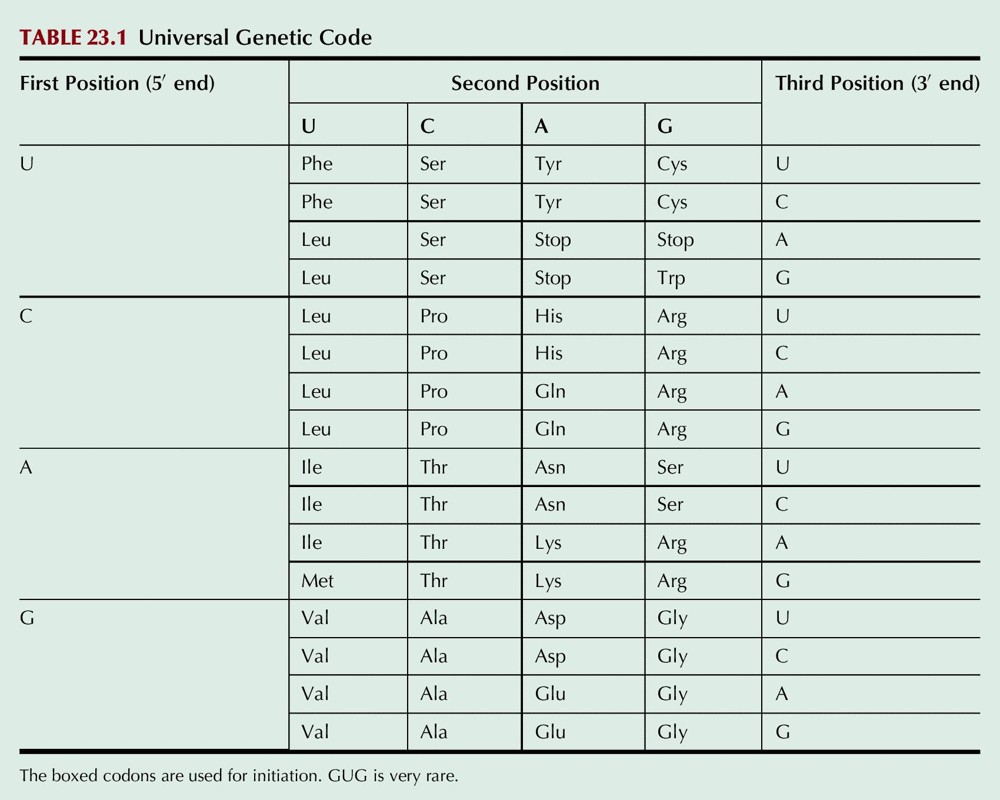 TABLE 23.1 Universal Genetic Code
First Position (5′ end) Second Position Third Position (3′ end)
U C A G
U Phe Ser Tyr Cys U
Phe Ser Tyr Cys C
Leu Ser Stop Stop A
Leu Ser Stop Trp G
C Leu Pro His Arg U
Leu Pro His Arg C
Leu Pro Gln Arg A
Leu Pro Gln Arg G
A Ile Thr Asn Ser U
Ile Thr Asn Ser C
Ile Thr Lys Arg A
Met Thr Lys Arg G
G Val Ala Asp Gly U
Val Ala Asp Gly C
Val Ala Glu Gly A
Val Ala Glu Gly G
The boxed codons are used for initiation. GUG is very rare.